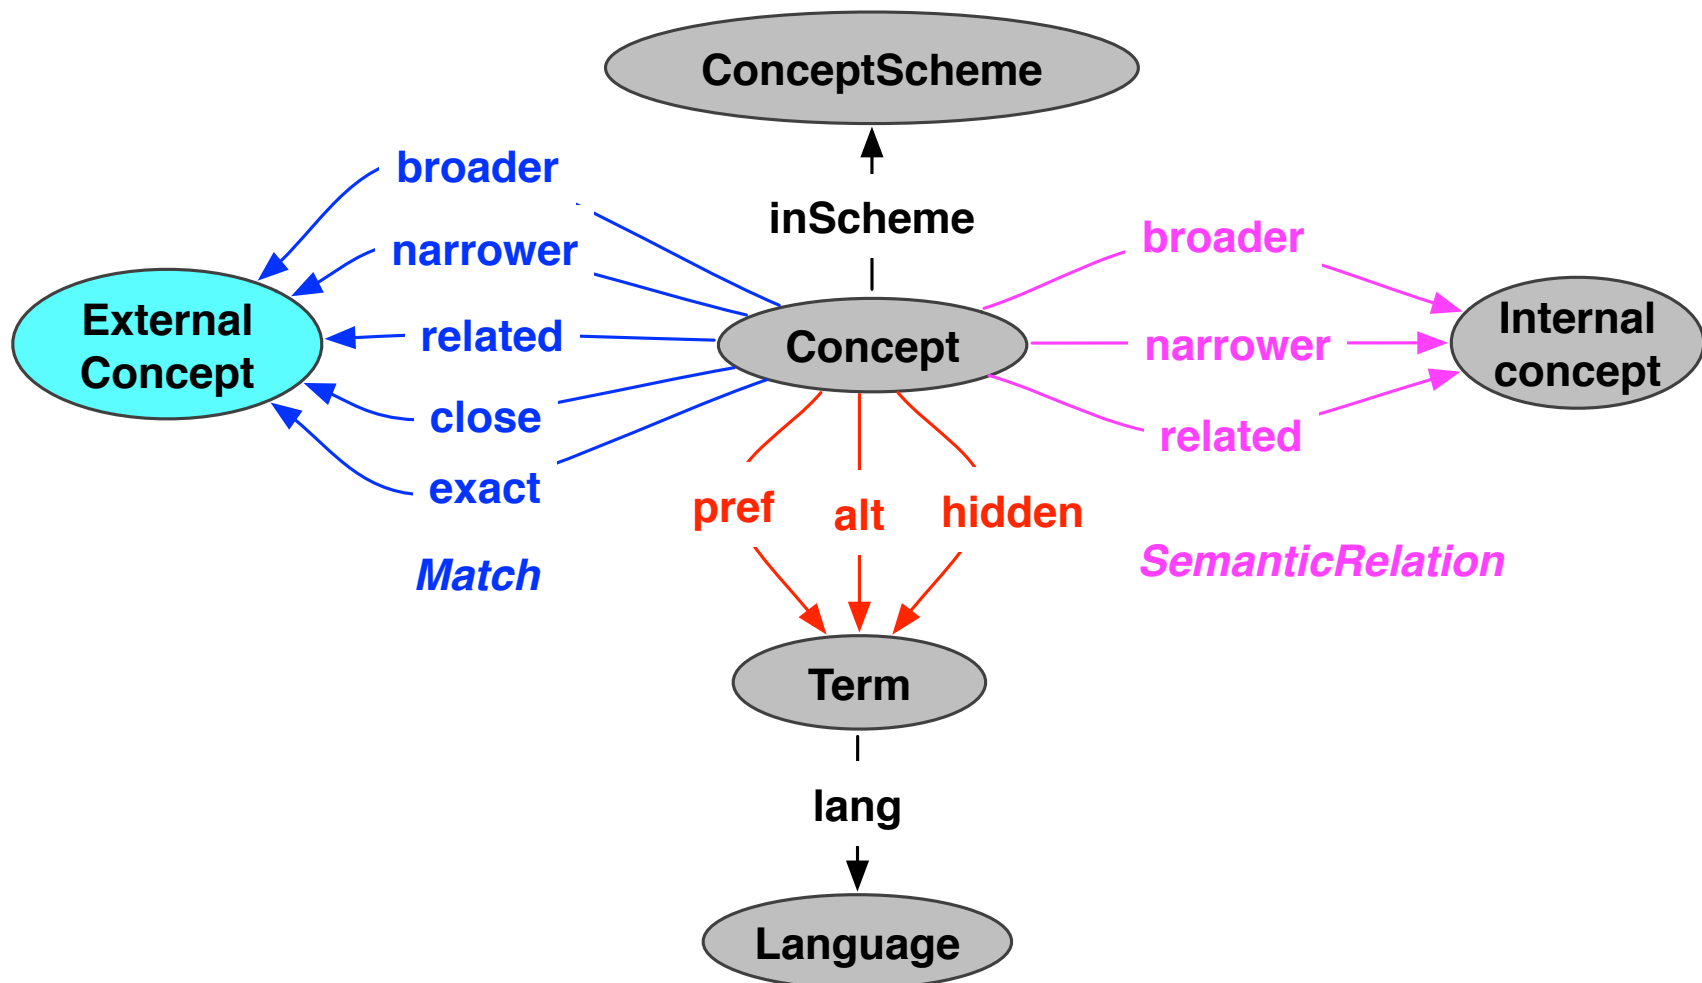 ConceptScheme
broader
inScheme
broader
narrower
External
Concept
related
Concept
narrower
Internal
concept
close
related
exact
pref
alt
hidden
Match
SemanticRelation
Term
lang
Language